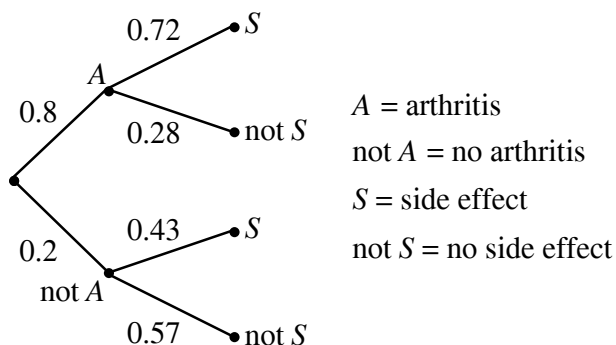 0.72
S
A
0.8
0.28
not S
0.2
0.43
S
not A
0.57
not S
A = arthritis
not A = no arthritis
S = side effect
not S = no side effect